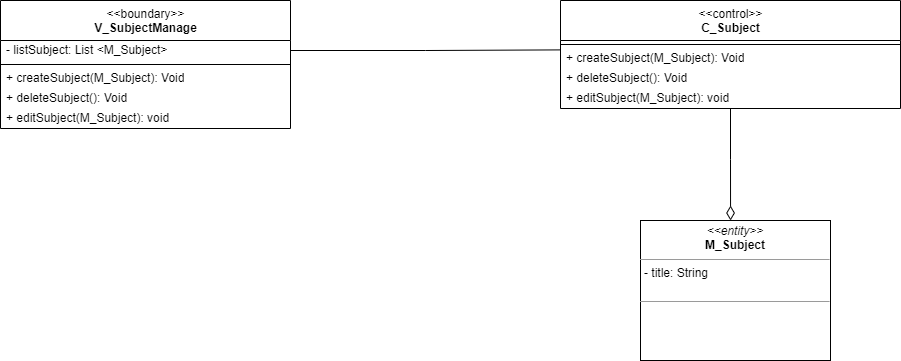 <<boundary>>
V_SubjectManage
- listSubject: List <M_Subject>
+ createSubject(M_Subject): Void
+ deleteSubject(): Void
+ editSubject(M_Subject): void
<<control>>
C_Subject
+ createSubject(M_Subject): Void
+ deleteSubject(): Void
+ editSubject(M_Subject): void
<<entity>>
M_Subject
- title: String